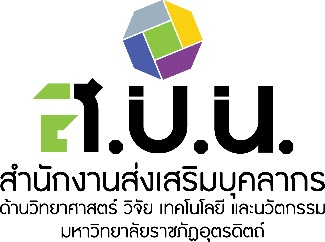 ส.บ.น.
สำนักงานส่งเสริมบุคลากร
ด้านวิทยาศาสตร์ วิจัย เทคโนโลยี และนวัตกรรม
มหาวิทยาลัยราชภัฏอุตรดิตถ์